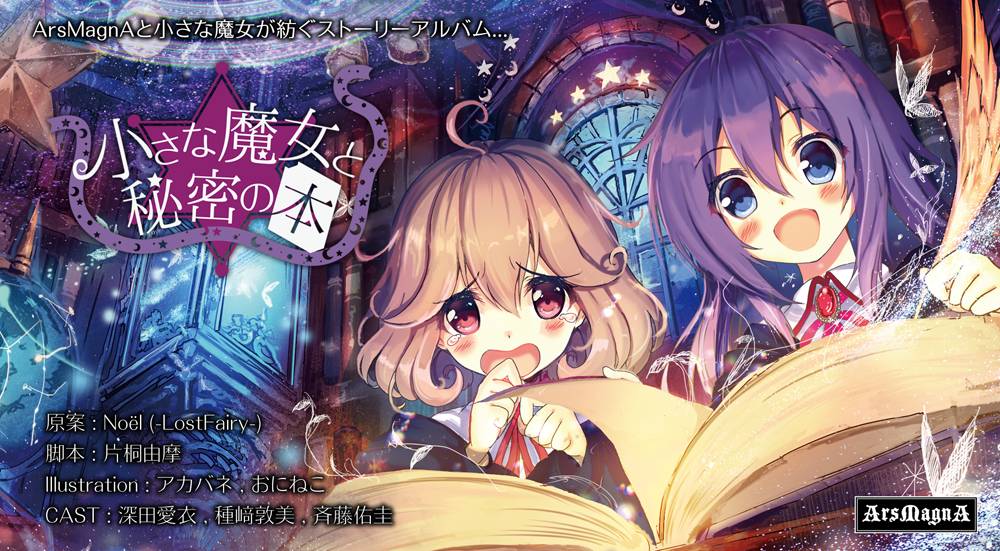 ArsMagnAと小さな魔女が紡ぐストーリーアルバム...
小さな魔女と
秘密の本
原案 : Noël (-LostFairy-)
脚本 : 片桐由摩
Illustration : アカバネ , おにねこ
CAST : 深田愛衣 , 種﨑敦美 , 斉藤佑圭
ArsMagnA